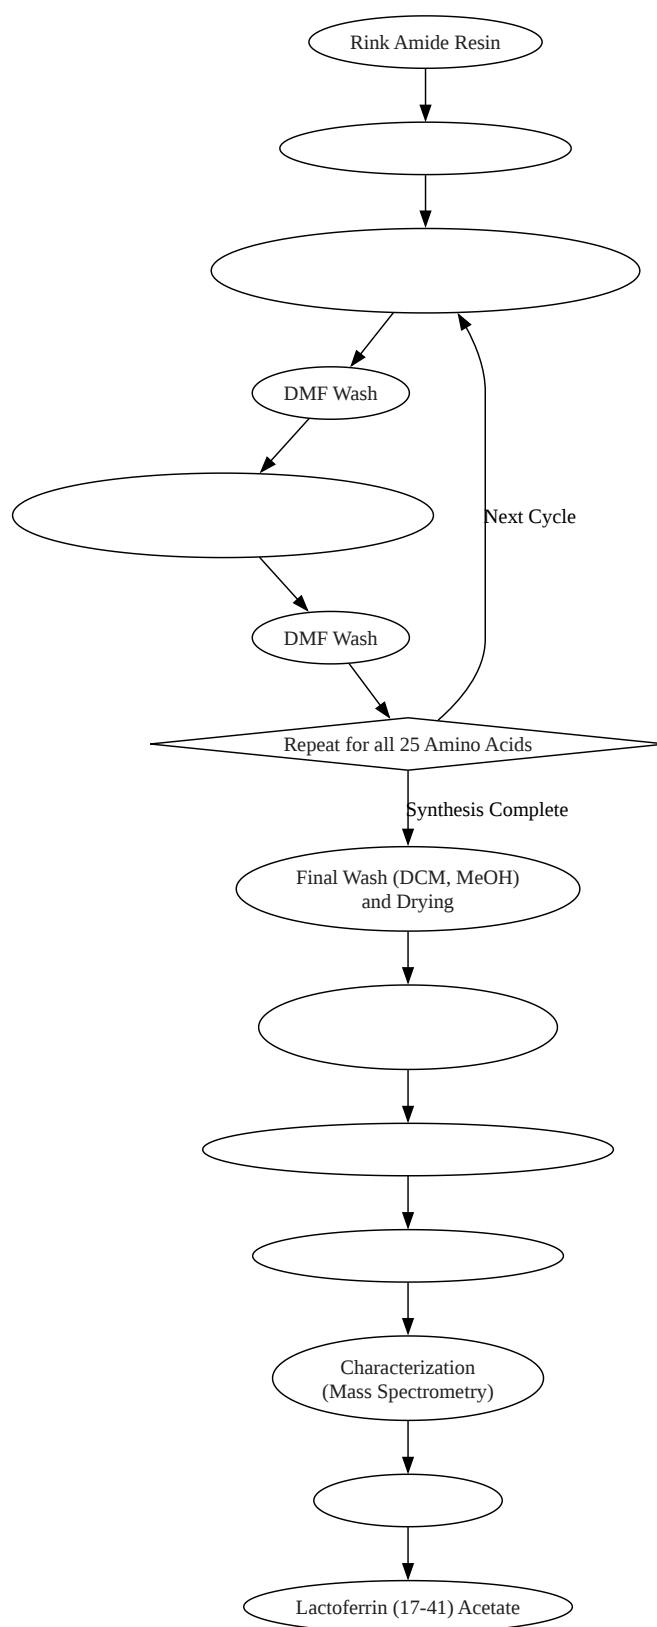 Rink Amide Resin
DMF Wash
Next Cycle
DMF Wash
Repeat for all 25 Amino Acids
Synthesis Complete
Final Wash (DCM, MeOH)
and Drying
Characterization
(Mass Spectrometry)
Lactoferrin (17-41) Acetate